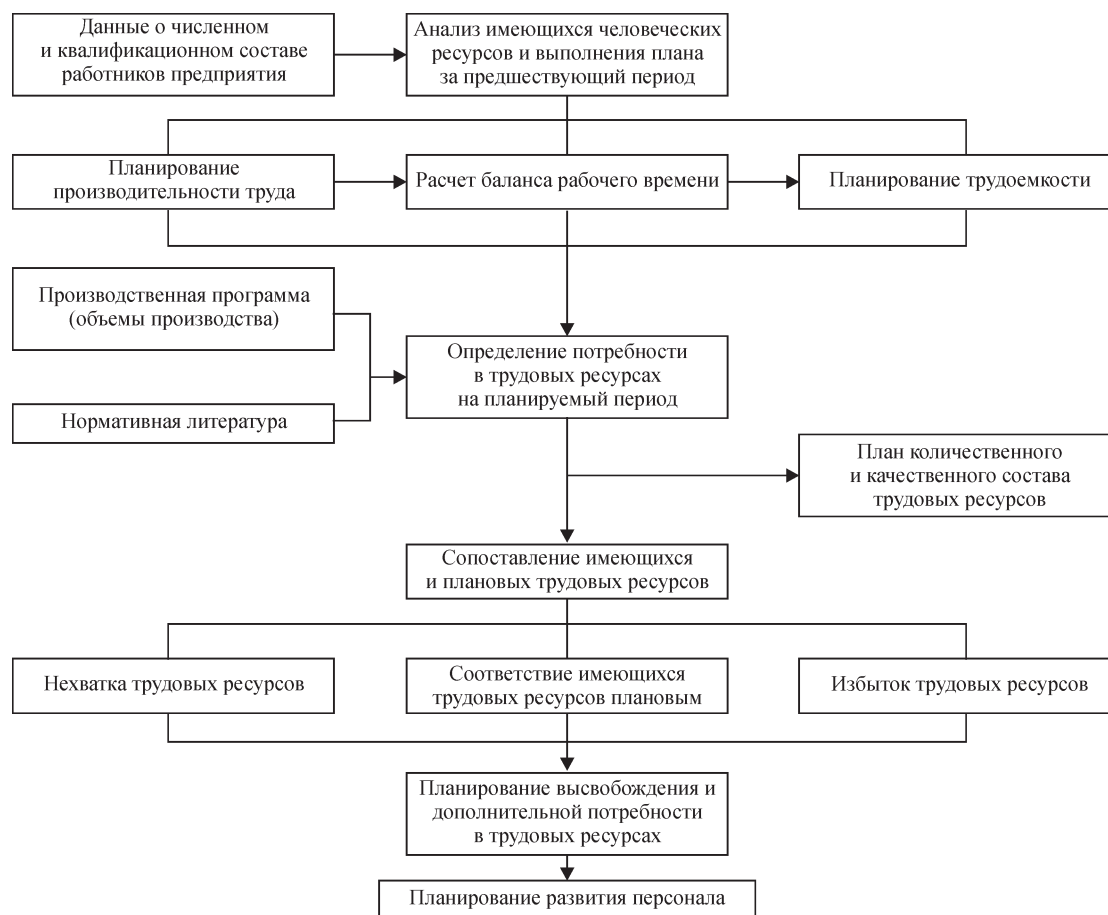 Данные о численном
и квалификационном составе
работников предприятия
Анализ имеющихся человеческих
ресурсов и выполнения плана
за предшествующий период
Планирование
производительности труда
Расчет баланса рабочего времени
Планирование трудоемкости
Производственная программа
(объемы производства)
Определение потребности
в трудовых ресурсах
на планируемый период
Нормативная литература
План количественного
и качественного состава
трудовых ресурсов
Сопоставление имеющихся
и плановых трудовых ресурсов
Нехватка трудовых ресурсов
Соответствие имеющихся
трудовых ресурсов плановым
Избыток трудовых ресурсов
Планирование высвобождения и
дополнительной потребности
в трудовых ресурсах
Планирование развития персонала